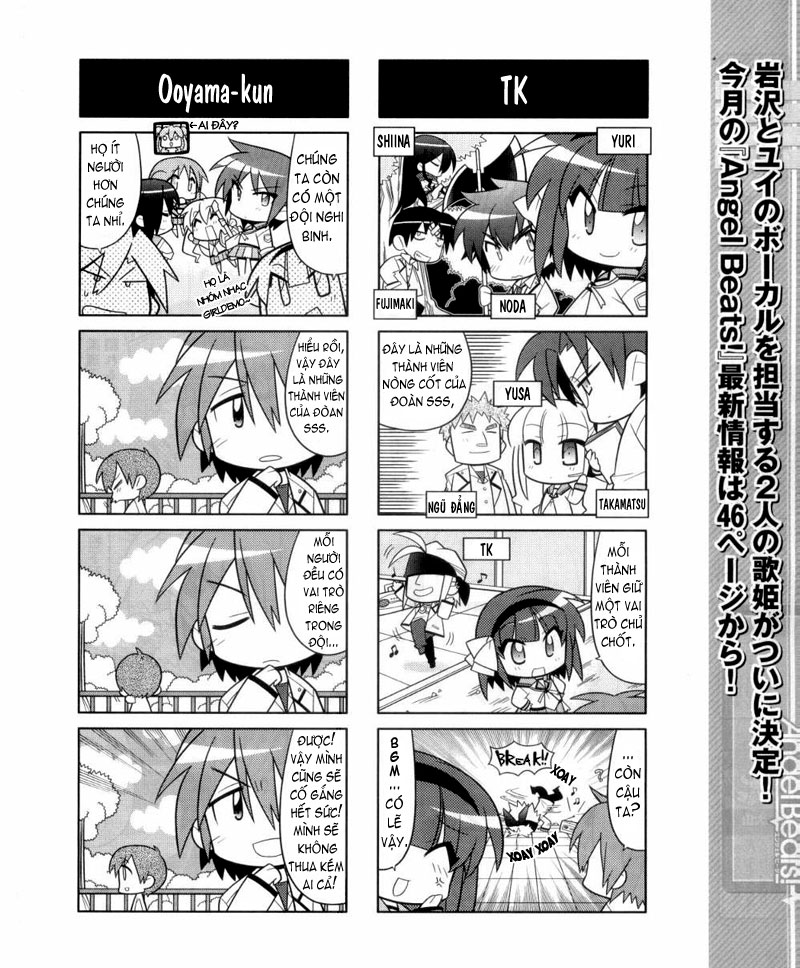 岩沢とユイのボーカルを担当する2人の歌姫がついに決定!
今月の『Angel Beats!』最新情報は46ページから!
Angel Beats!
TK
SHIINA
YURI
FUJIMAKI
NODA
ĐÂY LÀ NHỮNG
THÀNH VIÊN
NÒNG CỐT CỦA
ĐOÀN SSS,
YUSA
NGŨ ĐẲNG
TAKAMATSU
TK
MỖI
THÀNH
VIÊN GIỮ
MỘT VAI
TRÒ CHỦ
CHỐT.
...
CÒN
CẬU
TA?
BREAK!!
XOAY
XOAY XOAY
BGM
...
CÓ
LẼ
VẬY.
Ooyama-kun
←AI ĐÂY?
CHÚNG
TA CÒN
CÓ MỘT
ĐỘI NGHI
BINH.
HỌ ÍT
NGƯỜI
HƠN
CHÚNG
TA NHỈ.
HỌ LÀ
NHÓM NHẠC
GIRLDEMO
HIỂU RỒI,
VẬY ĐÂY
LÀ NHỮNG
THÀNH VIÊN
CỦA ĐOÀN
SSS,
MỖI
NGƯỜI
ĐỀU CÓ
VAI TRÒ
RIÊNG
TRONG
ĐỘI...
ĐƯỢC!
VẬY MÌNH
CŨNG SẼ
CỐ GẮNG
HẾT SỨC!
MÌNH SẼ
KHÔNG
THUA KÉM
AI CẢ!